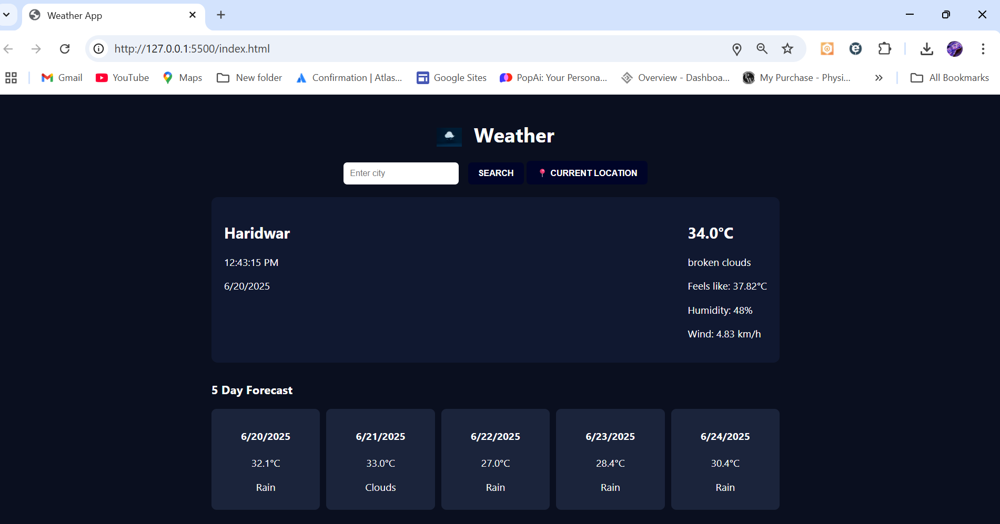 Weather App
http://127.0.0.1:5500/index.html
Gmail YouTube Maps New folder Confirmation | Atlas... Google Sites PopAi: Your Persona... Overview - Dashboa... My Purchase - Physi... All Bookmarks
Weather
Enter city SEARCH CURRENT LOCATION
Haridwar
12:43:15 PM
6/20/2025
34.0°C
broken clouds
Feels like: 37.82°C
Humidity: 48%
Wind: 4.83 km/h
5 Day Forecast
6/20/2025
32.1°C
Rain
6/21/2025
33.0°C
Clouds
6/22/2025
27.0°C
Rain
6/23/2025
28.4°C
Rain
6/24/2025
30.4°C
Rain